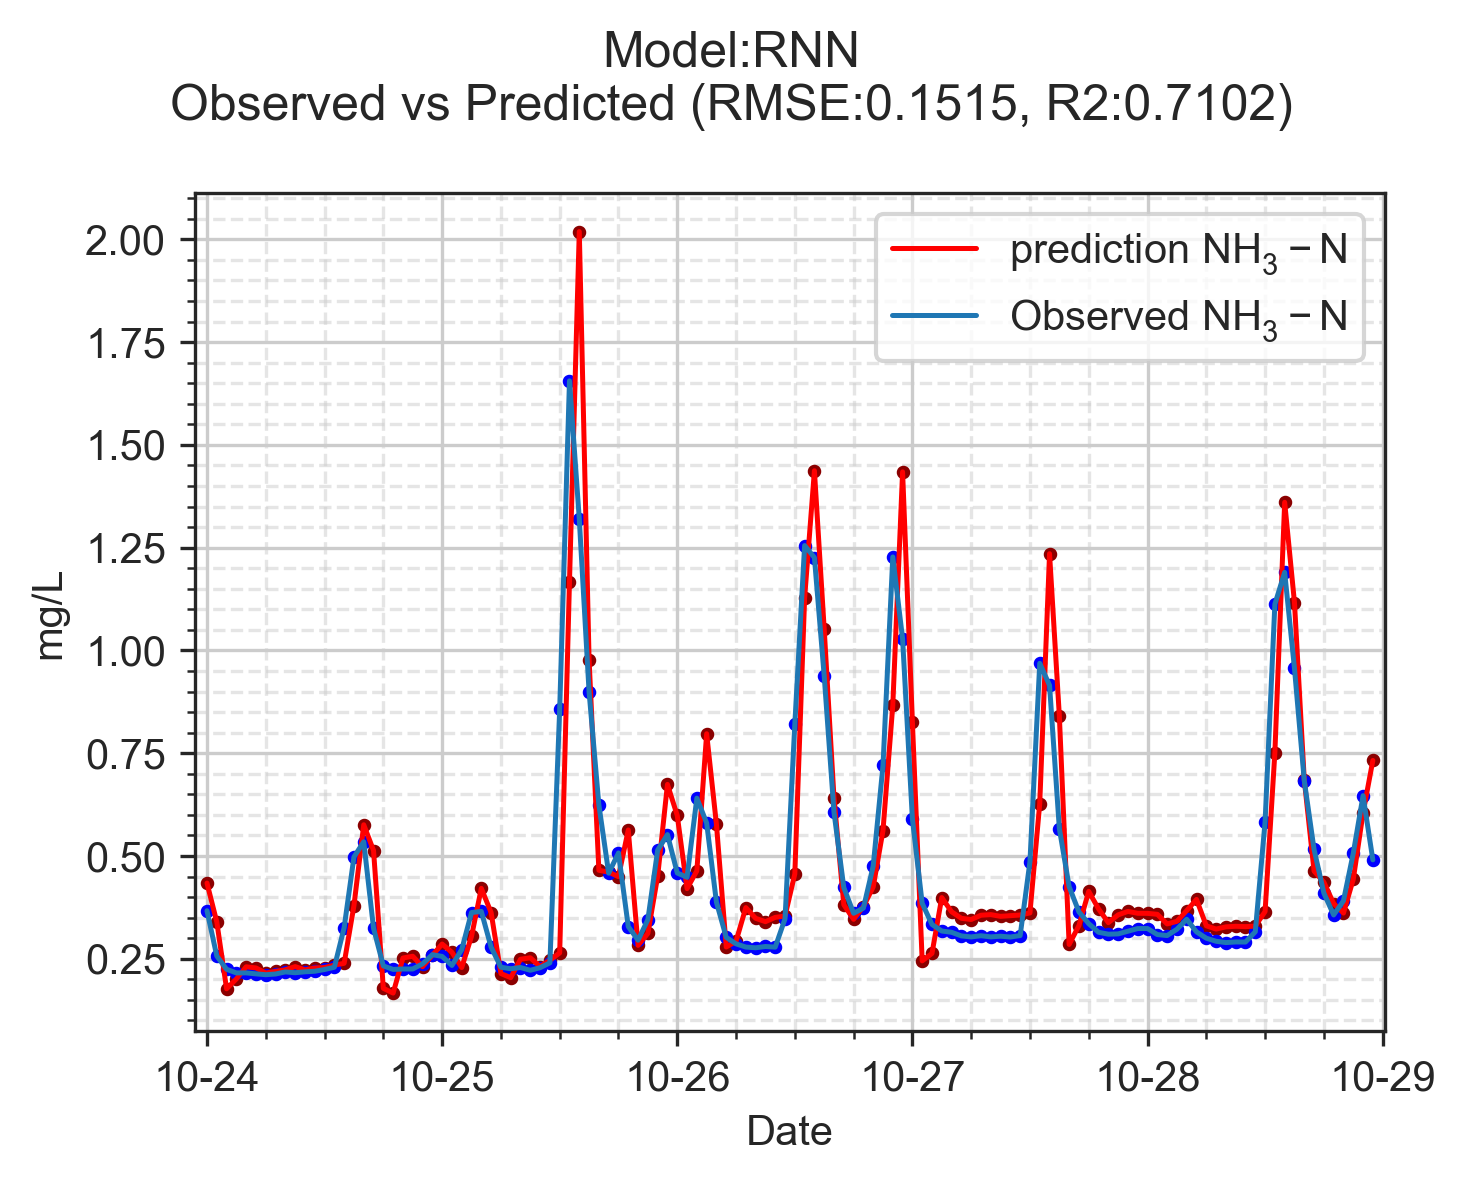 Model:RNN
Observed vs Predicted (RMSE:0.1515, R2:0.7102)
prediction NH₃ − N
Observed NH₃ − N
2.00
1.75
1.50
1.25
1.00
0.75
0.50
0.25
mg/L
10-24 10-25 10-26 10-27 10-28 10-29
Date